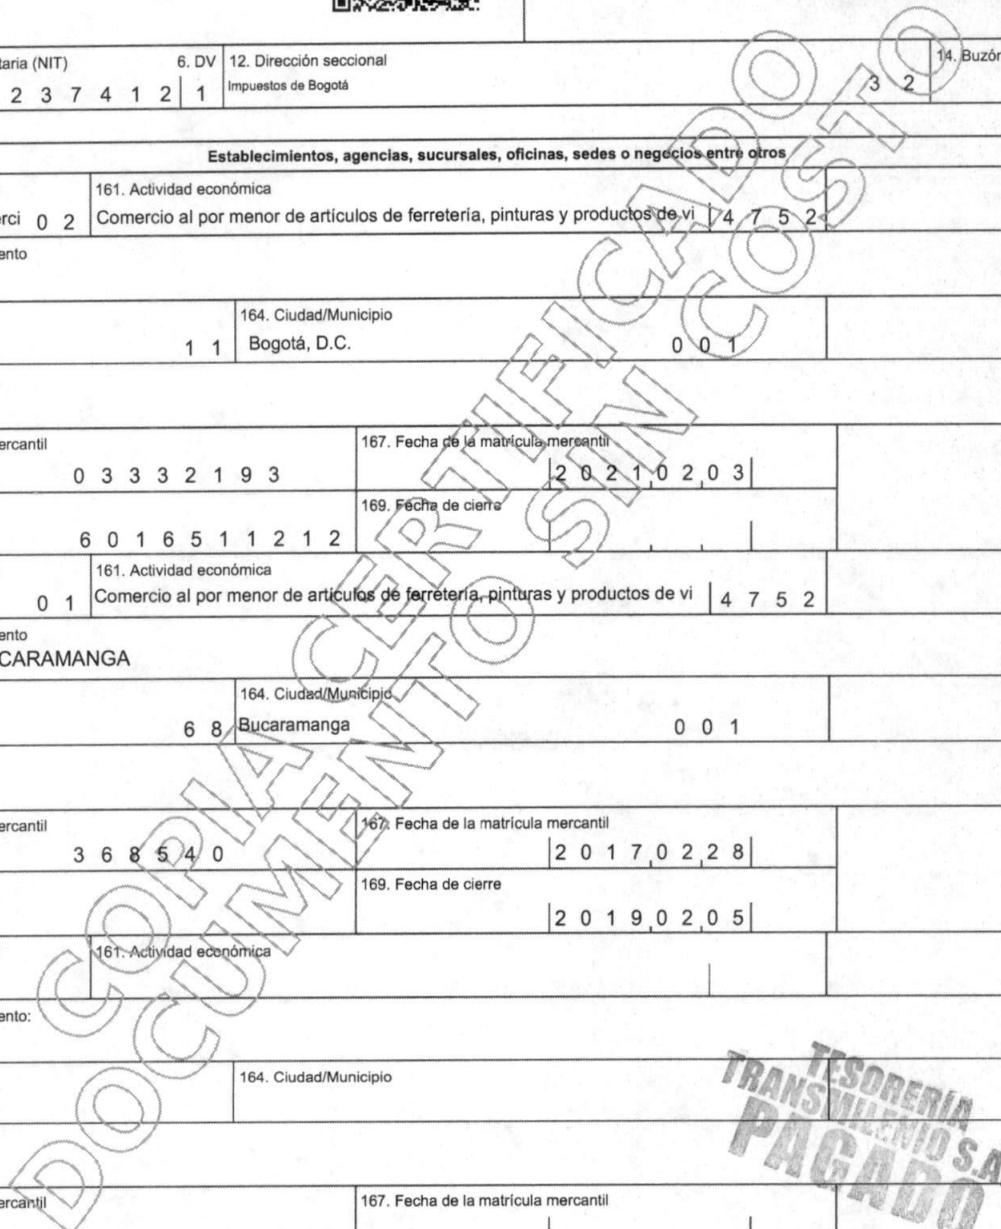 taria (NIT) 6. DV 12. Dirección seccional 14. Buzón
2 3 7 4 1 2 1 Impuestos de Bogotá 3 2
Establecimientos, agencias, sucursales, oficinas, sedes o negocios entre otros
161. Actividad económica
erci 0 2 Comercio al por menor de artículos de ferretería, pinturas y productos de vi 4 7 5 2
ento
164. Ciudad/Municipio
1 1 Bogotá, D.C. 0 0 1
ercantil 167. Fecha de la matrícula mercantil
0 3 3 3 2 1 9 3 2 0 2 1 0 2 0 3
169. Fecha de cierre
6 0 1 6 5 1 1 2 1 2
161. Actividad económica
0 1 Comercio al por menor de artículos de ferretería, pinturas y productos de vi 4 7 5 2
ento
CARAMANGA
164. Ciudad/Municipio
6 8 Bucaramanga 0 0 1
ercantil 167. Fecha de la matrícula mercantil
3 6 8 5 4 0 2 0 1 7 0 2 2 8
169. Fecha de cierre
2 0 1 9 0 2 0 5
161. Actividad económica
ento:
164. Ciudad/Municipio
ercantil 167. Fecha de la matrícula mercantil
COPIA CERTIFICADO
DOCUMENTO SIN COSTO
TESORERÍA
TRANSMILENIO S.A
PAGADO